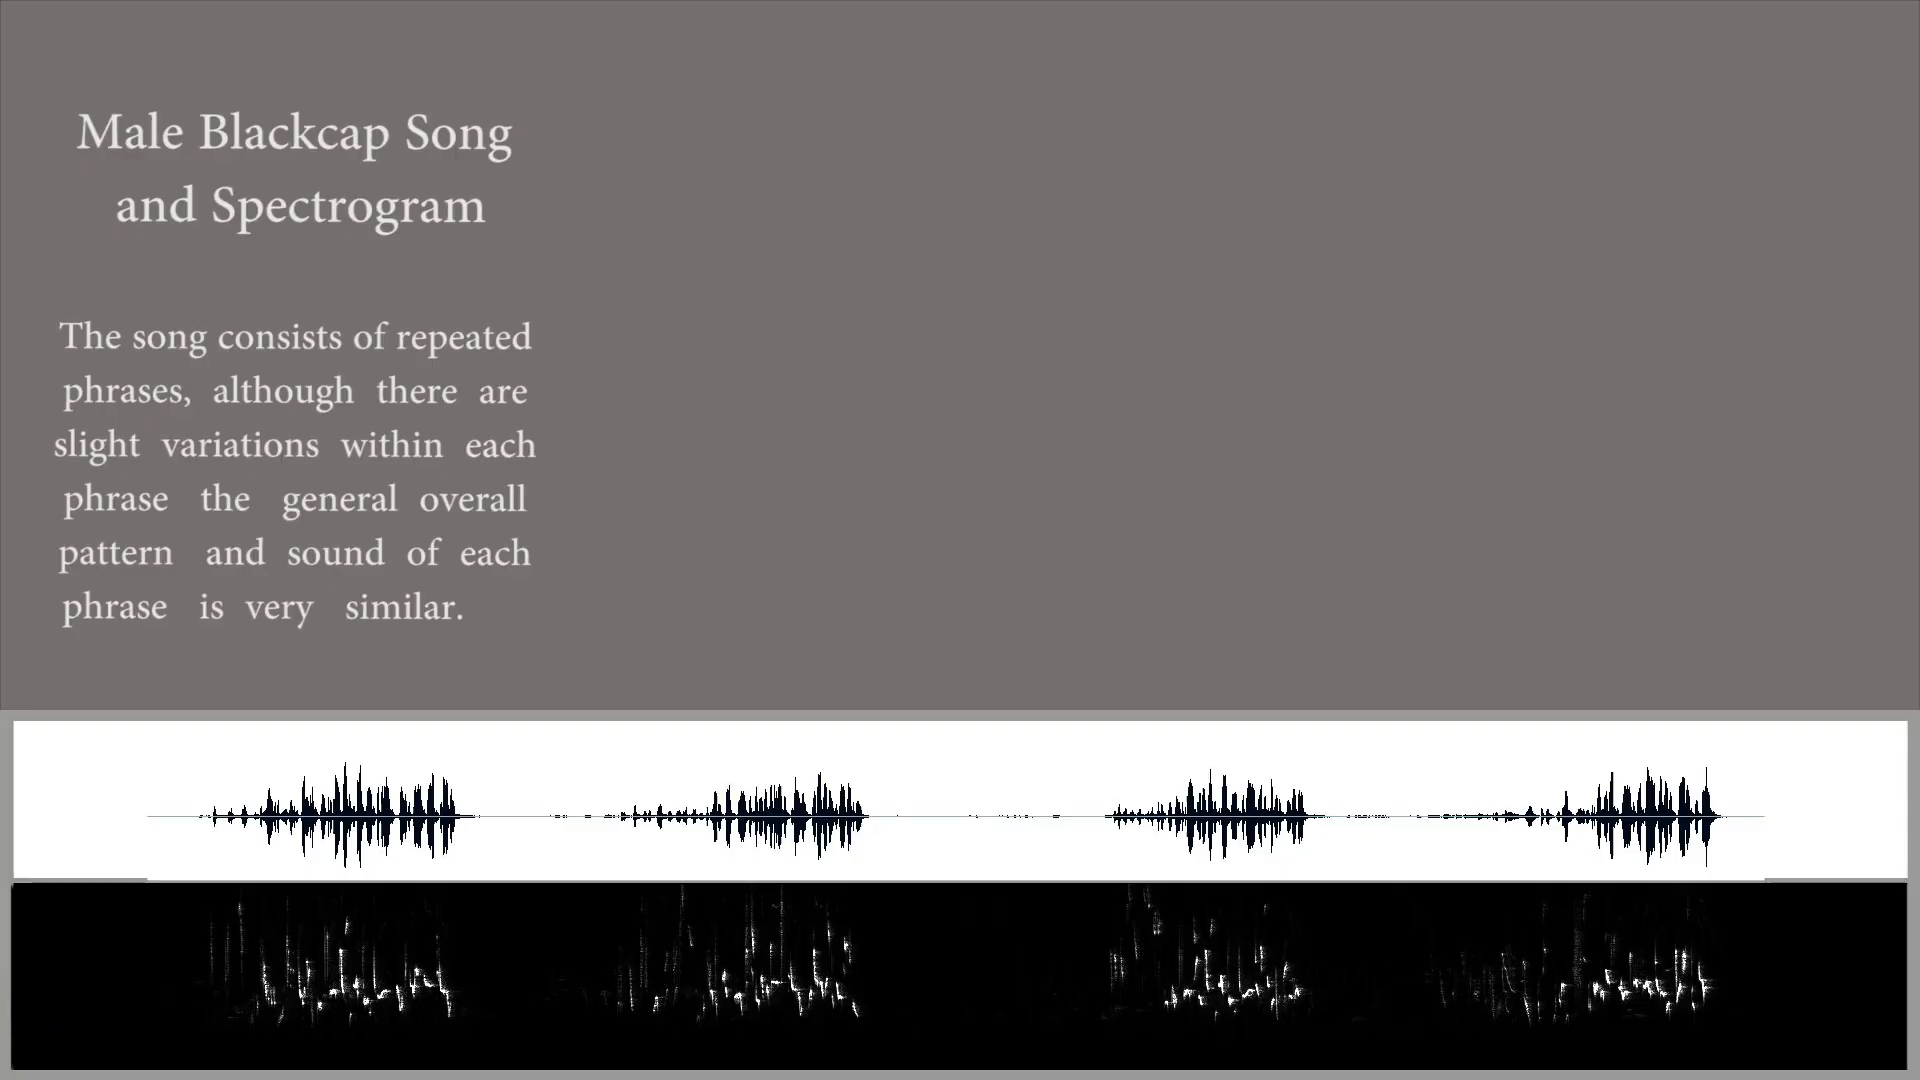 Male Blackcap Song
and Spectrogram
The song consists of repeated
phrases, although there are
slight variations within each
phrase the general overall
pattern and sound of each
phrase is very similar.